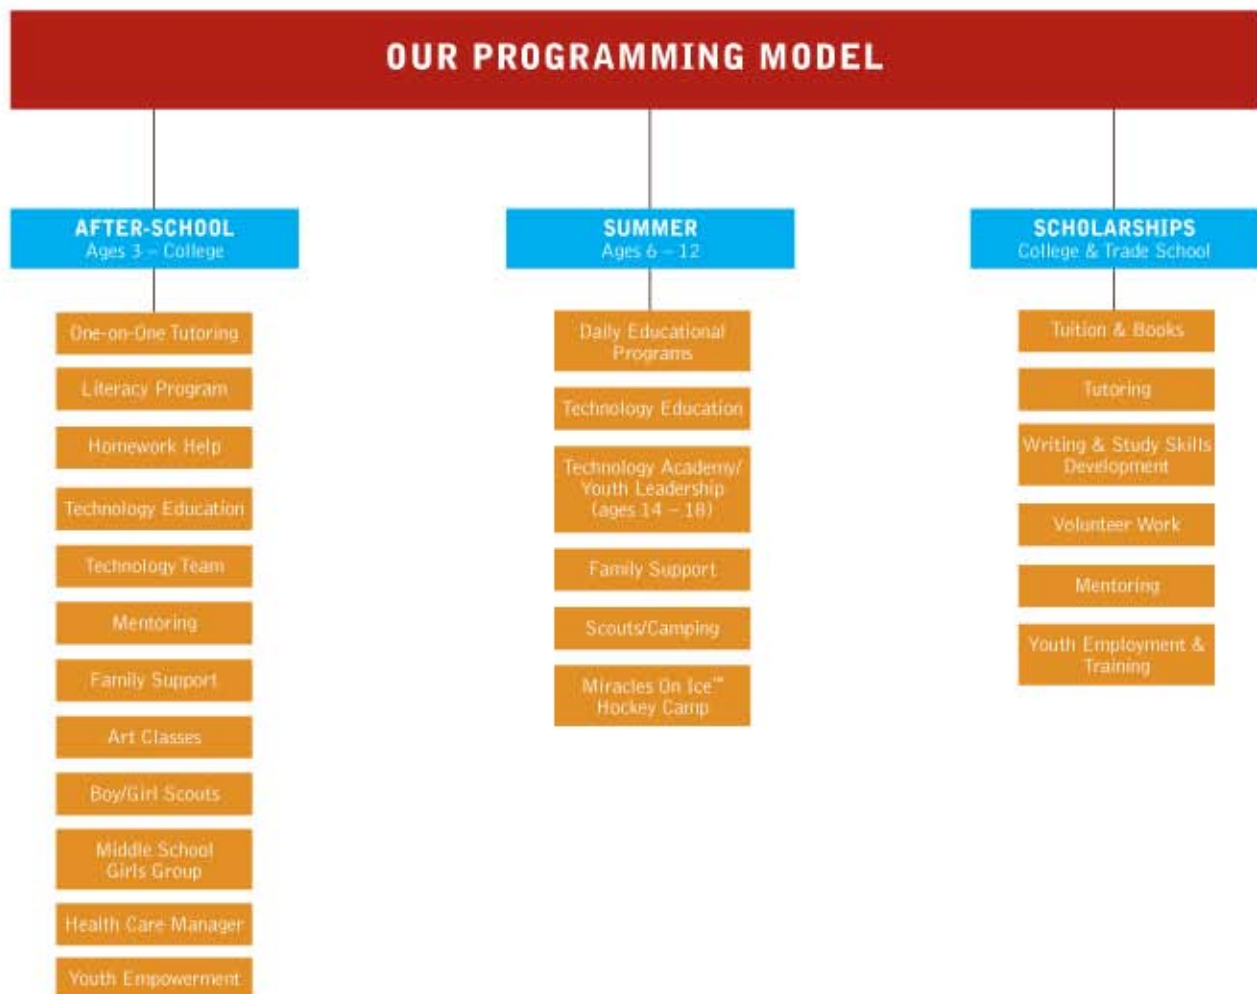 OUR PROGRAMMING MODEL
AFTER-SCHOOL
Ages 3 – College
One-on-One Tutoring
Literacy Program
Homework Help
Technology Education
Technology Team
Mentoring
Family Support
Art Classes
Boy/Girl Scouts
Middle School
Girls Group
Health Care Manager
Youth Empowerment
SUMMER
Ages 6 – 12
Daily Educational
Programs
Technology Education
Technology Academy/
Youth Leadership
(ages 14 – 18)
Family Support
Scouts/Camping
Miracles On Ice™
Hockey Camp
SCHOLARSHIPS
College & Trade School
Tuition & Books
Tutoring
Writing & Study Skills
Development
Volunteer Work
Mentoring
Youth Employment &
Training